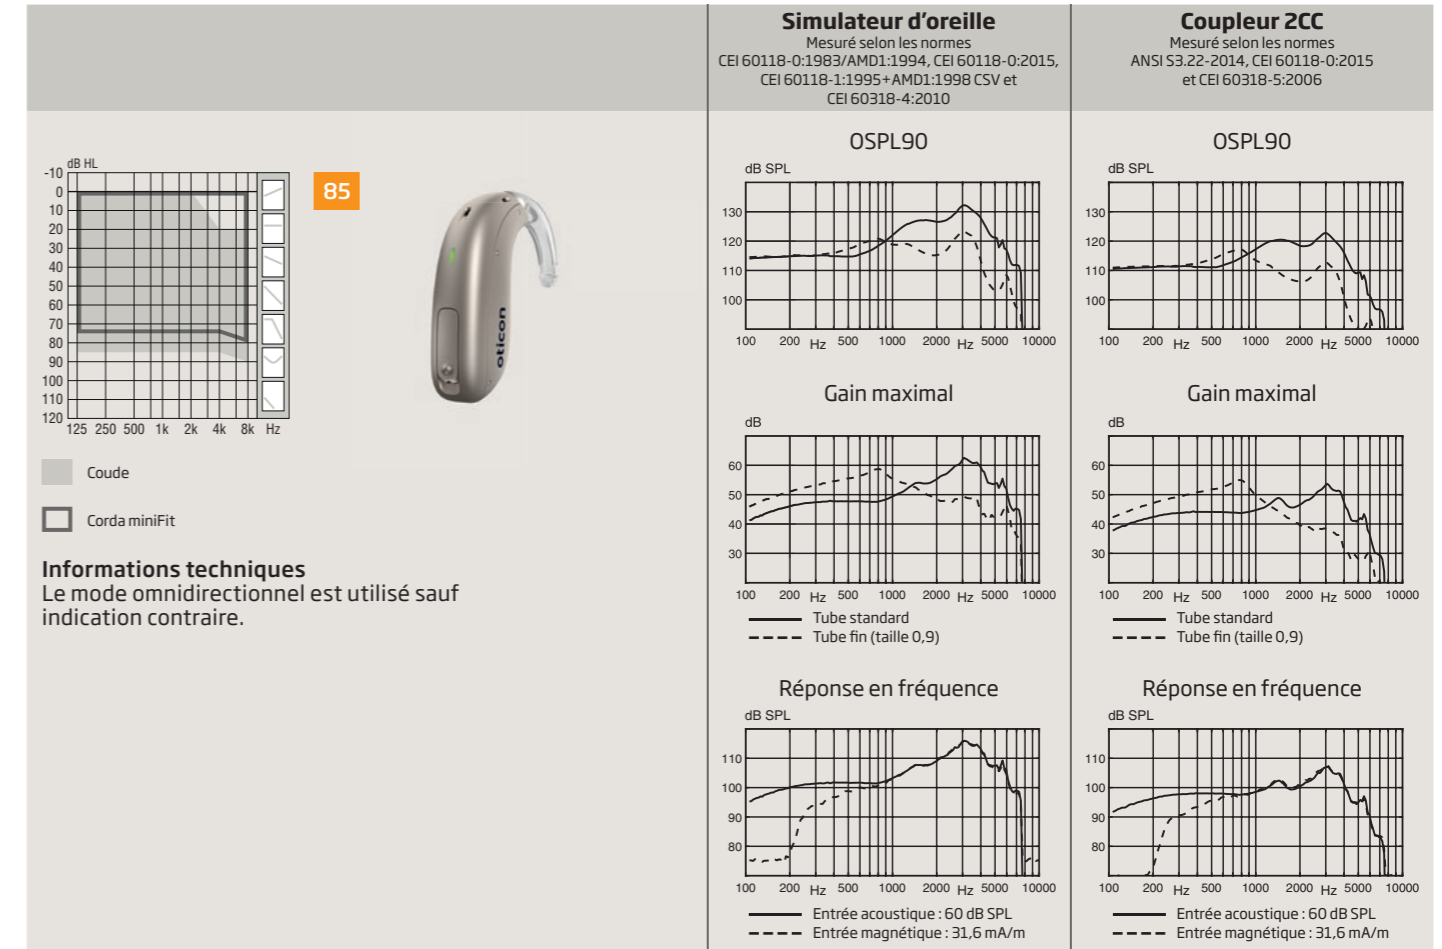 Simulateur d'oreille
Mesuré selon les normes
CEI 60118-0:1983/AMD1:1994, CEI 60118-0:2015,
CEI 60118-1:1995+AMD1:1998 CSV et
CEI 60318-4:2010
Coupleur 2CC
Mesuré selon les normes
ANSI S3.22-2014, CEI 60118-0:2015
et CEI 60318-5:2006
dB HL
-10
0
10
20
30
40
50
60
70
80
90
100
110
120
125 250 500 1k 2k 4k 8k Hz
85
oticon
Coude
Corda miniFit
Informations techniques
Le mode omnidirectionnel est utilisé sauf
indication contraire.
OSPL90
dB SPL
130
120
110
100
100 200 Hz 500 1000 2000 Hz 5000 10000
Gain maximal
dB
60
50
40
30
100 200 Hz 500 1000 2000 Hz 5000 10000
Tube standard
Tube fin (taille 0,9)
Réponse en fréquence
dB SPL
110
100
90
80
100 200 Hz 500 1000 2000 Hz 5000 10000
Entrée acoustique : 60 dB SPL
Entrée magnétique : 31,6 mA/m
OSPL90
dB SPL
130
120
110
100
100 200 Hz 500 1000 2000 Hz 5000 10000
Gain maximal
dB
60
50
40
30
100 200 Hz 500 1000 2000 Hz 5000 10000
Tube standard
Tube fin (taille 0,9)
Réponse en fréquence
dB SPL
110
100
90
80
100 200 Hz 500 1000 2000 Hz 5000 10000
Entrée acoustique : 60 dB SPL
Entrée magnétique : 31,6 mA/m